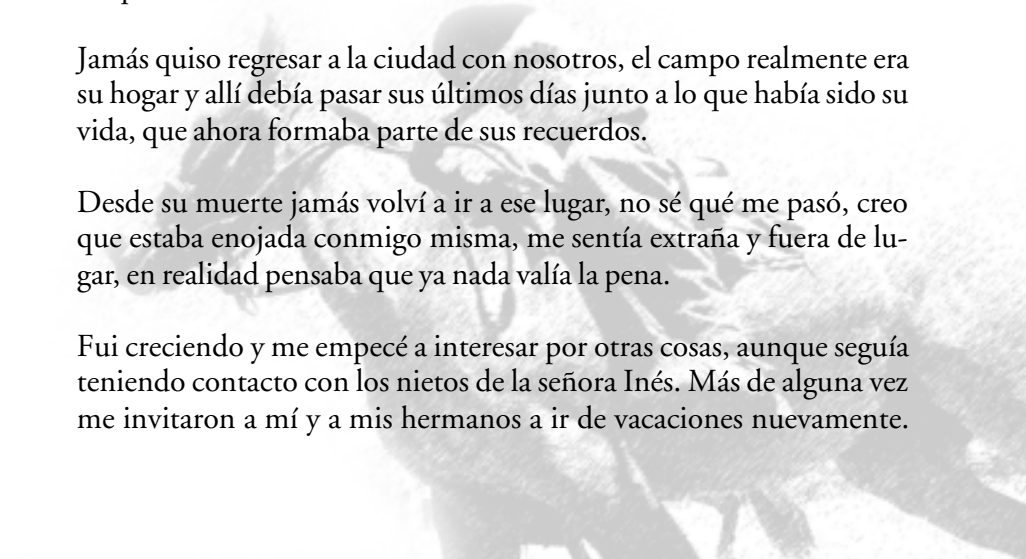 Jamás quiso regresar a la ciudad con nosotros, el campo realmente era
su hogar y allí debía pasar sus últimos días junto a lo que había sido su
vida, que ahora formaba parte de sus recuerdos.
Desde su muerte jamás volví a ir a ese lugar, no sé qué me pasó, creo
que estaba enojada conmigo misma, me sentía extraña y fuera de lu-
gar, en realidad pensaba que ya nada valía la pena.
Fui creciendo y me empecé a interesar por otras cosas, aunque seguía
teniendo contacto con los nietos de la señora Inés. Más de alguna vez
me invitaron a mí y a mis hermanos a ir de vacaciones nuevamente.